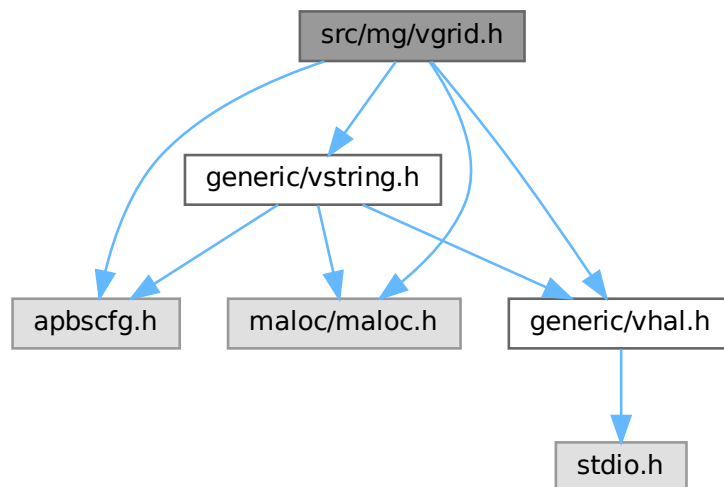 src/mg/vgrid.h
generic/vstring.h
apbscfg.h
maloc/maloc.h
generic/vhal.h
stdio.h